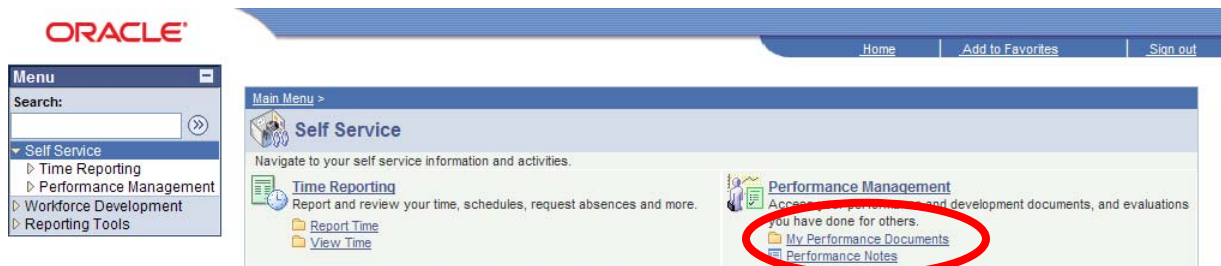 ORACLE
Home
Add to Favorites
Sign out
Menu
Search:
Self Service
Time Reporting
Performance Management
Workforce Development
Reporting Tools
Main Menu >
Self Service
Navigate to your self service information and activities.
Time Reporting
Report and review your time, schedules, request absences and more.
Report Time
View Time
Performance Management
Access your performance and development documents, and evaluations
you have done for others.
My Performance Documents
Performance Notes